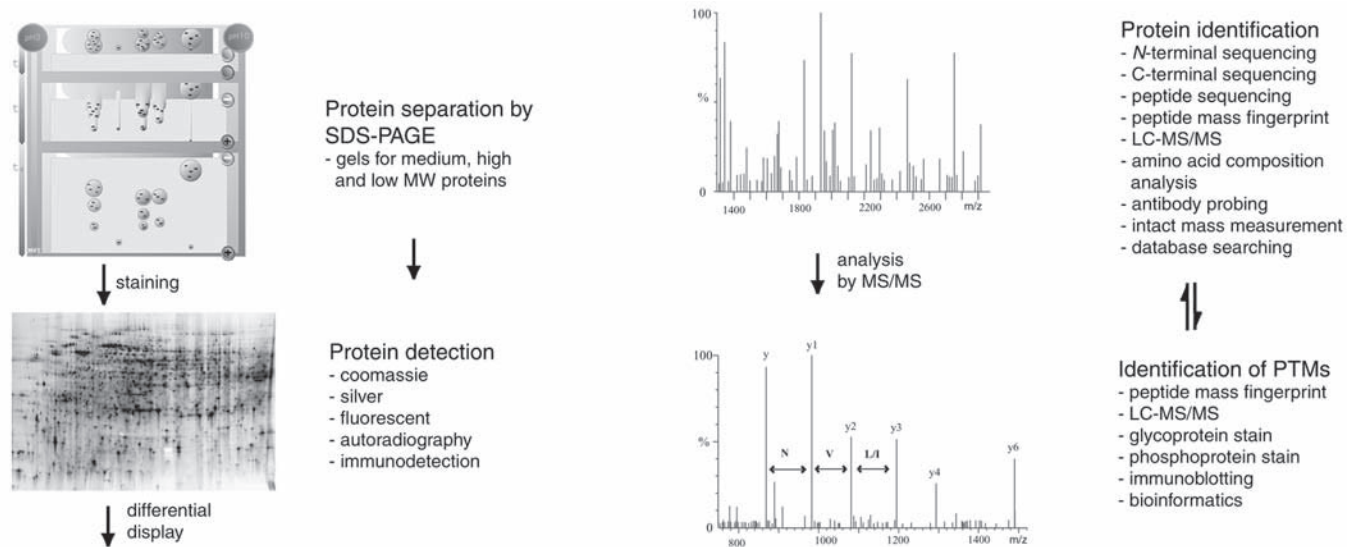 Protein separation by
SDS-PAGE
- gels for medium, high
and low MW proteins
staining
Protein detection
- coomassie
- silver
- fluorescent
- autoradiography
- immunodetection
differential
display
100
%
0
1400 1800 2200 2600 m/z
analysis
by MS/MS
100
%
0
y y1 y2 y3 y4 y6
N V L/I
800 1000 1200 1400 m/z
Protein identification
- N-terminal sequencing
- C-terminal sequencing
- peptide sequencing
- peptide mass fingerprint
- LC-MS/MS
- amino acid composition
analysis
- antibody probing
- intact mass measurement
- database searching
Identification of PTMs
- peptide mass fingerprint
- LC-MS/MS
- glycoprotein stain
- phosphoprotein stain
- immunoblotting
- bioinformatics